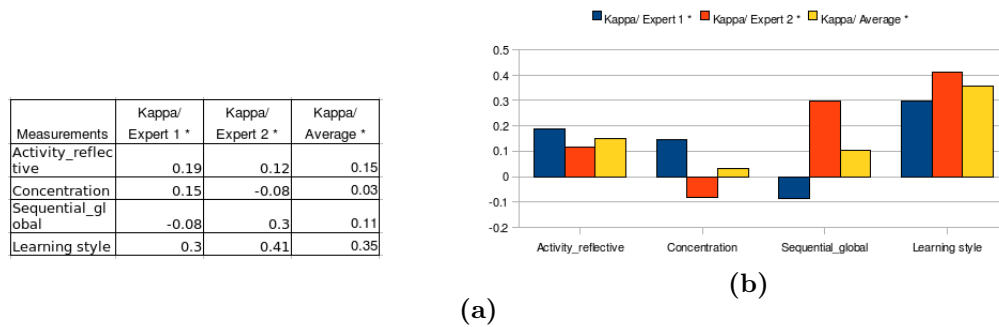 Kappa/ Expert 1 * Kappa/ Expert 2 * Kappa/ Average *
Kappa/ Kappa/ Kappa/
Measurements Expert 1 * Expert 2 * Average *
Activity_reflec
tive 0.19 0.12 0.15
Concentration 0.15 -0.08 0.03
Sequential_gl
obal -0.08 0.3 0.11
Learning style 0.3 0.41 0.35
0.5
0.4
0.3
0.2
0.1
0
-0.1
-0.2
Activity_reflective Concentration Sequential_global Learning style
(b)
(a)